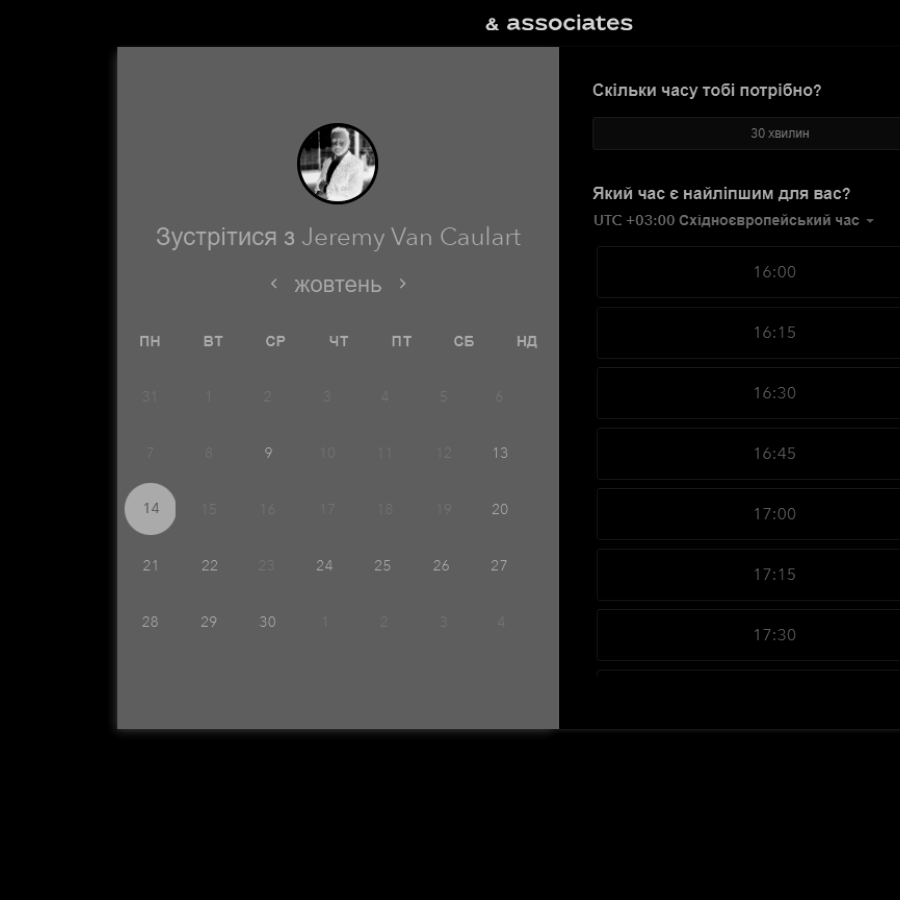 & associates
Зустрітися з Jeremy Van Caulart
жовтень
ПН ВТ СР ЧТ ПТ СБ НД
31 1 2 3 4 5 6
7 8 9 10 11 12 13
14 15 16 17 18 19 20
21 22 23 24 25 26 27
28 29 30 1 2 3 4
Скільки часу тобі потрібно?
30 хвилин
Який час є найліпшим для вас?
UTC +03:00 Східноєвропейський час
16:00
16:15
16:30
16:45
17:00
17:15
17:30